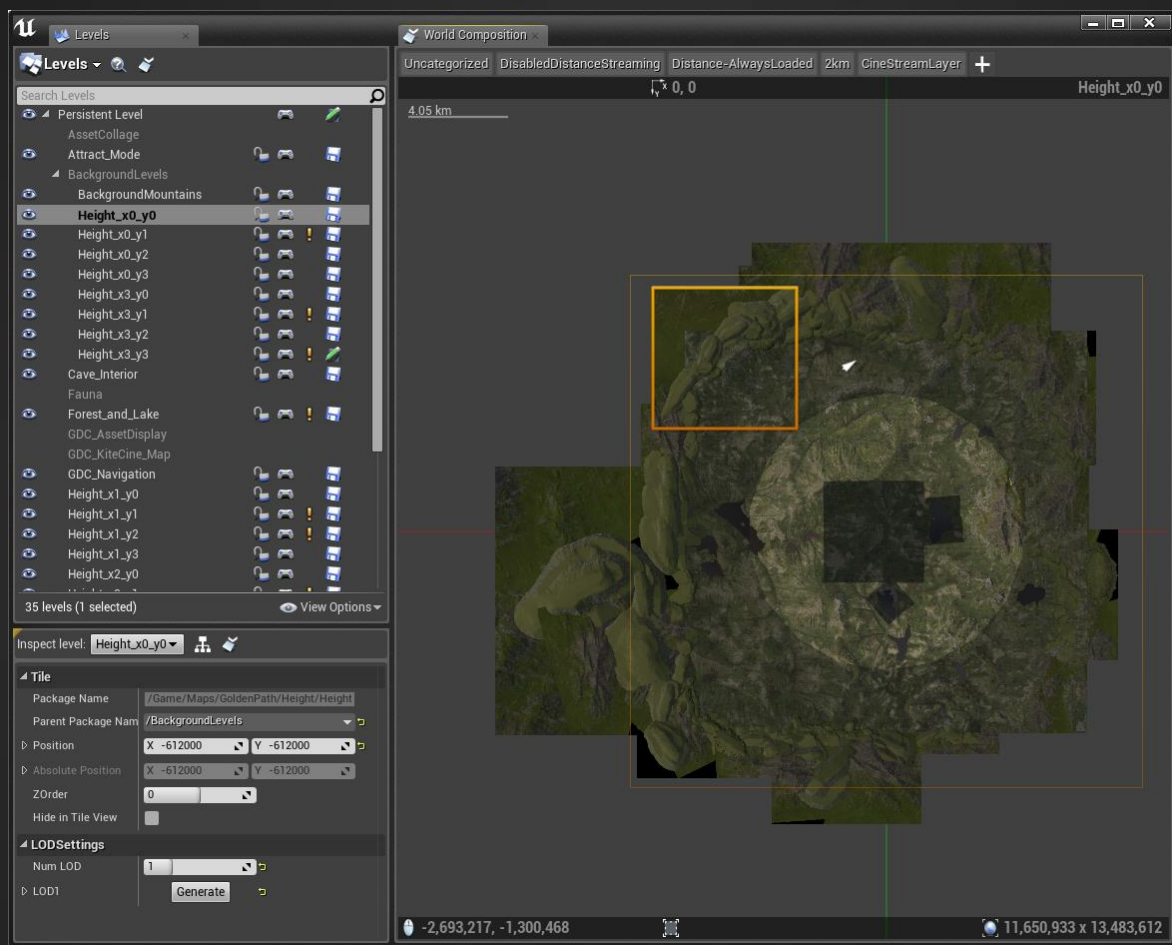 Levels
World Composition
Levels
Search Levels
Persistent Level
AssetCollage
Attract_Mode
BackgroundLevels
BackgroundMountains
Height_x0_y0
Height_x0_y1
Height_x0_y2
Height_x0_y3
Height_x3_y0
Height_x3_y1
Height_x3_y2
Height_x3_y3
Cave_Interior
Fauna
Forest_and_Lake
GDC_AssetDisplay
GDC_KiteCine_Map
GDC_Navigation
Height_x1_y0
Height_x1_y1
Height_x1_y2
Height_x1_y3
Height_x2_y0
35 levels (1 selected) View Options
Inspect level: Height_x0_y0
Tile
Package Name /Game/Maps/GoldenPath/Height/Height
Parent Package Nam /BackgroundLevels
Position X -612000 Y -612000
Absolute Position X -612000 Y -612000
ZOrder 0
Hide in Tile View
LODSettings
Num LOD 1
LOD1 Generate
Uncategorized DisabledDistanceStreaming Distance-AlwaysLoaded 2km CineStreamLayer +
X Y 0, 0 Height_x0_y0
4.05 km
-2,693,217, -1,300,468 11,650,933 x 13,483,612